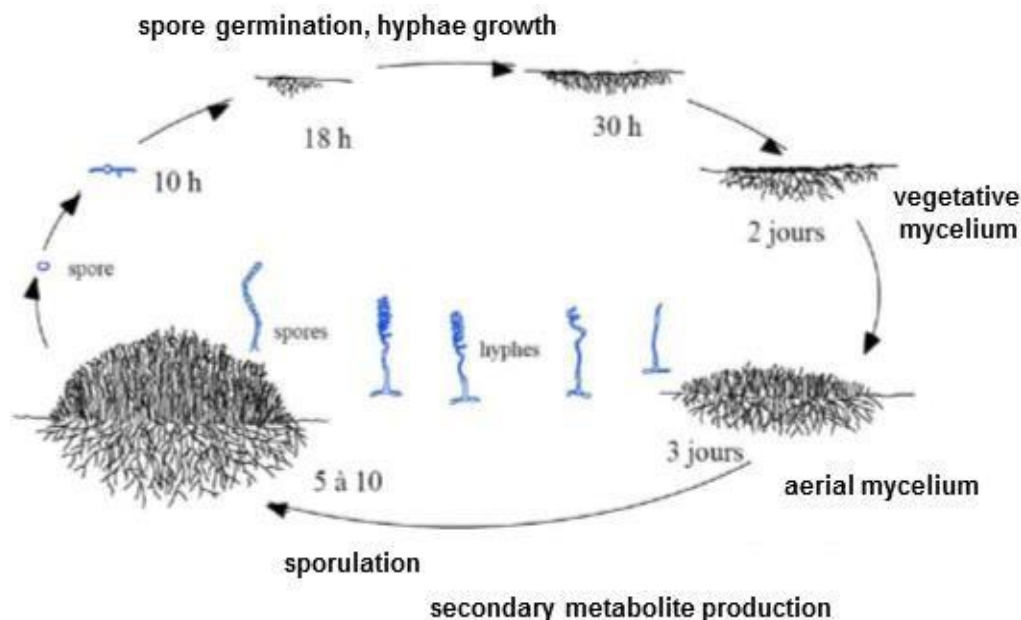 spore germination, hyphae growth
18 h
30 h
10 h
vegetative
mycelium
2 jours
spore
spores
hyphes
3 jours
5 à 10
aerial mycelium
sporulation
secondary metabolite production